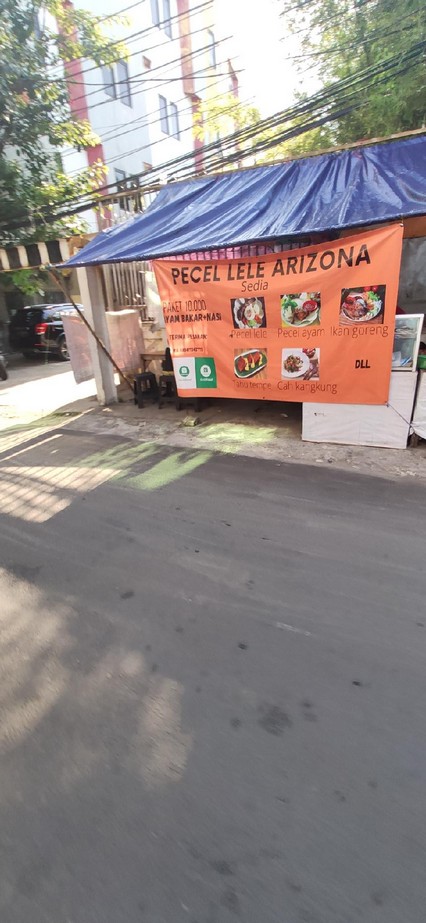 PECEL LELE ARIZONA
Sedia
PAKET 10.000
AYAM BAKAR+NASI
Pecel lele
Pecel ayam
Ikan goreng
Tahu tempe
Cah kangkung
DLL